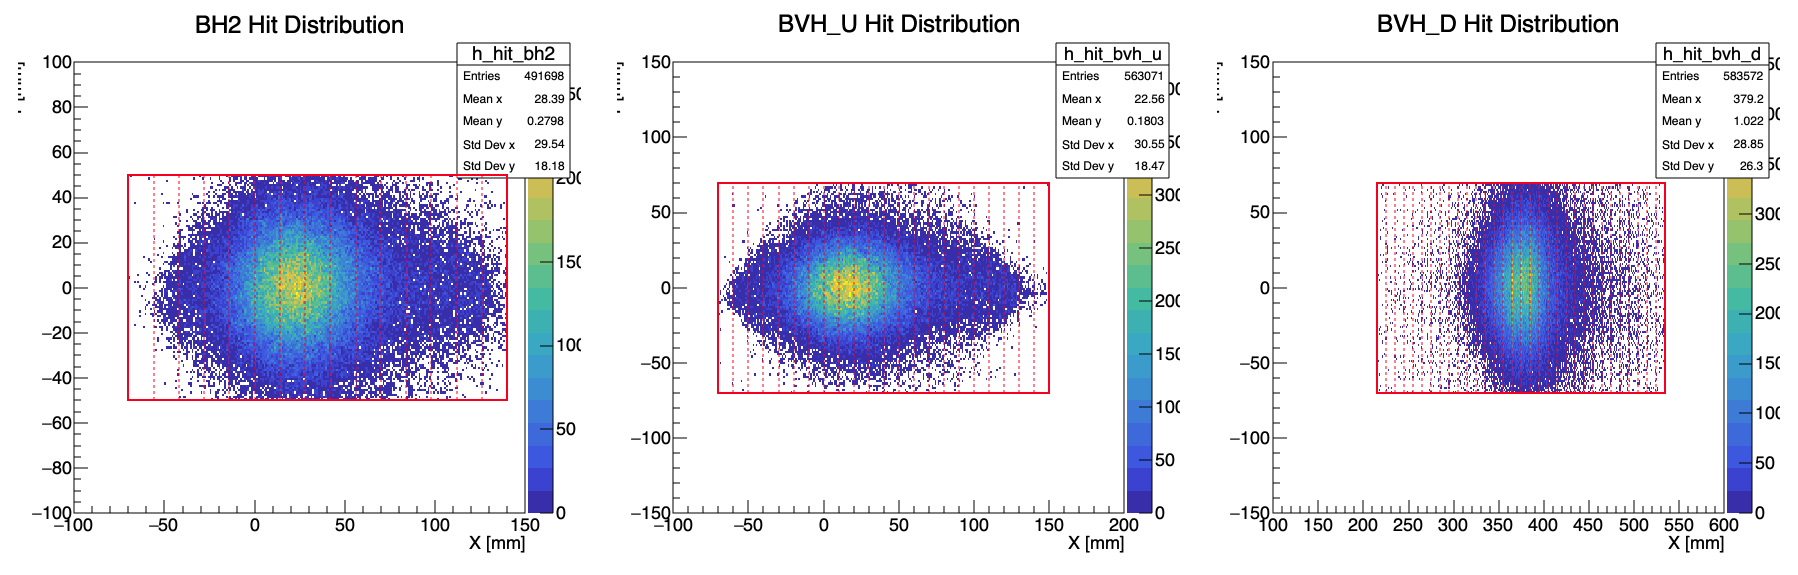 BH2 Hit Distribution
h_hit_bh2
Entries 491698
Mean x 28.39
Mean y 0.2798
Std Dev x 29.54
Std Dev y 18.18
100
80
60
40
20
0
−20
−40
−60
−80
−100
−100 −50 0 50 100 150
X [mm]
200
150
100
50
0
BVH_U Hit Distribution
h_hit_bvh_u
Entries 563071
Mean x 22.56
Mean y 0.1803
Std Dev x 30.55
Std Dev y 18.47
150
100
50
0
−50
−100
−150
−100 −50 0 50 100 150 200
X [mm]
300
250
200
150
100
50
0
BVH_D Hit Distribution
h_hit_bvh_d
Entries 583572
Mean x 379.2
Mean y 1.022
Std Dev x 28.85
Std Dev y 26.3
150
100
50
0
−50
−100
−150
100 150 200 250 300 350 400 450 500 550 600
X [mm]
300
250
200
150
100
50
0